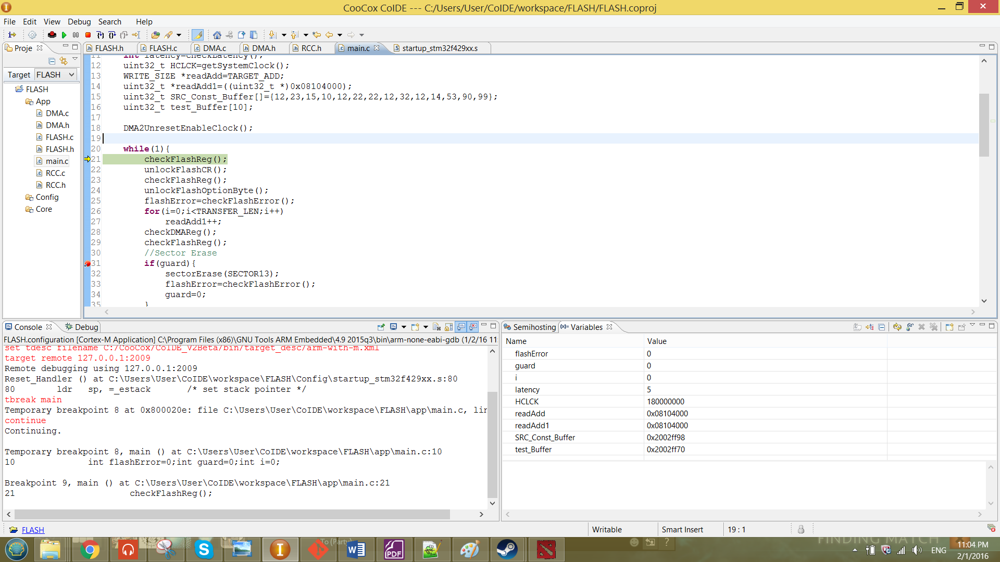 CooCox CoIDE --- C:/Users/User/CoIDE/workspace/FLASH/FLASH.coproj
File Edit View Debug Search Help
Proje
Target FLASH
FLASH
App
DMA.c
DMA.h
FLASH.c
FLASH.h
main.c
RCC.c
RCC.h
Config
Core
FLASH.h FLASH.c DMA.c DMA.h RCC.h main.c startup_stm32f429xx.s
11 int latency=checkLatency();
12 uint32_t HCLCK=getSystemClock();
13 WRITE_SIZE *readAdd=TARGET_ADD;
14 uint32_t *readAdd1=((uint32_t *)0x08104000);
15 uint32_t SRC_Const_Buffer[]={12,23,15,10,12,22,22,12,32,12,14,53,90,99};
16 uint32_t test_Buffer[10];
17
18 DMA2UnresetEnableClock();
19
20 while(1){
21 checkFlashReg();
22 unlockFlashCR();
23 checkFlashReg();
24 unlockFlashOptionByte();
25 flashError=checkFlashError();
26 for(i=0;i<TRANSFER_LEN;i++)
27 readAdd1++;
28 checkDMAReg();
29 checkFlashReg();
30 //Sector Erase
31 if(guard){
32 sectorErase(SECTOR13);
33 flashError=checkFlashError();
34 guard=0;
35 }
Console Debug
FLASH.configuration [Cortex-M Application] C:\Program Files (x86)\GNU Tools ARM Embedded\4.9 2015q3\bin\arm-none-eabi-gdb (1/2/16 11:
set tdesc filename C:/CooCox/CoIDE_V2Beta/bin/target_desc/arm-with-m.xml
target remote 127.0.0.1:2009
Remote debugging using 127.0.0.1:2009
Reset_Handler () at C:\Users\User\CoIDE\workspace\FLASH\Config\startup_stm32f429xx.s:80
80 ldr sp, =_estack /* set stack pointer */
tbreak main
Temporary breakpoint 8 at 0x800020e: file C:\Users\User\CoIDE\workspace\FLASH\app\main.c, lin
continue
Continuing.
Temporary breakpoint 8, main () at C:\Users\User\CoIDE\workspace\FLASH\app\main.c:10
10 int flashError=0;int guard=0;int i=0;
Breakpoint 9, main () at C:\Users\User\CoIDE\workspace\FLASH\app\main.c:21
21 checkFlashReg();
Semihosting Variables
Name Value
flashError 0
guard 0
i 0
latency 5
HCLCK 180000000
readAdd 0x08104000
readAdd1 0x08104000
SRC_Const_Buffer 0x2002ff98
test_Buffer 0x2002ff70
FLASH
Writable Smart Insert 19 : 1
To (Party
FINDING MATCH
PDF
ENG
11:04 PM
2/1/2016